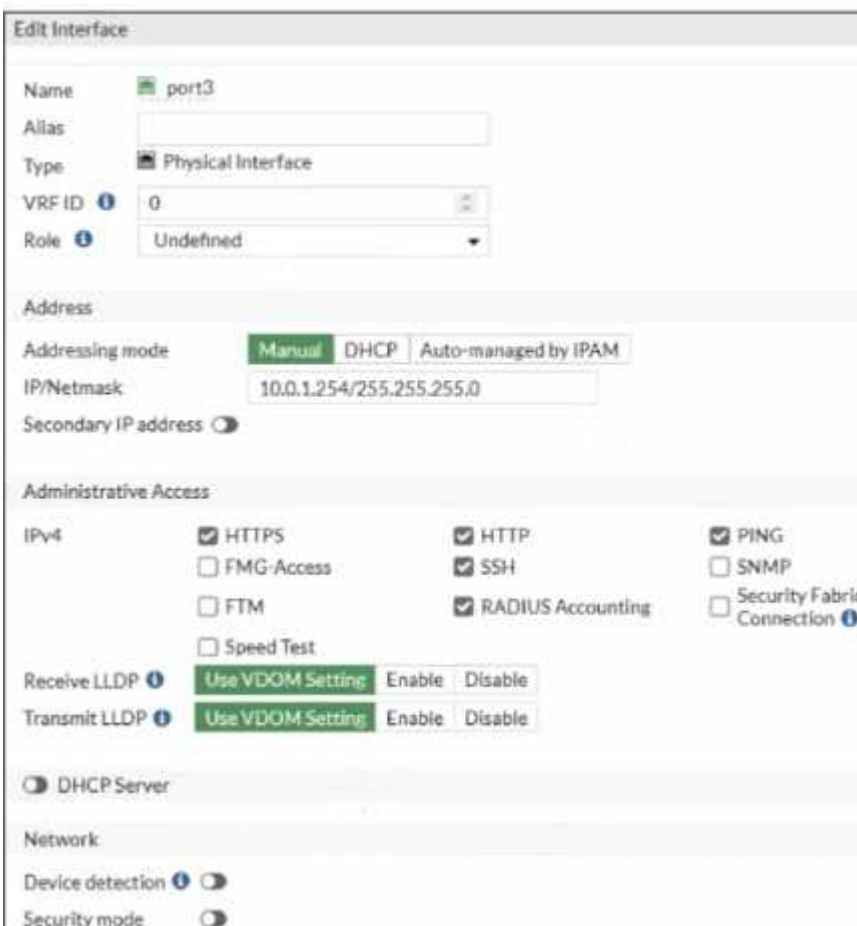 Edit Interface
Name port3
Alias
Type Physical Interface
VRF ID 0
Role Undefined
Address
Addressing mode Manual DHCP Auto-managed by IPAM
IP/Netmask 10.0.1.254/255.255.255.0
Secondary IP address
Administrative Access
IPv4 HTTPS HTTP PING
FMG-Access SSH SNMP
FTM RADIUS Accounting Security Fabric
Connection
Speed Test
Receive LLDP Use VDOM Setting Enable Disable
Transmit LLDP Use VDOM Setting Enable Disable
DHCP Server
Network
Device detection
Security mode